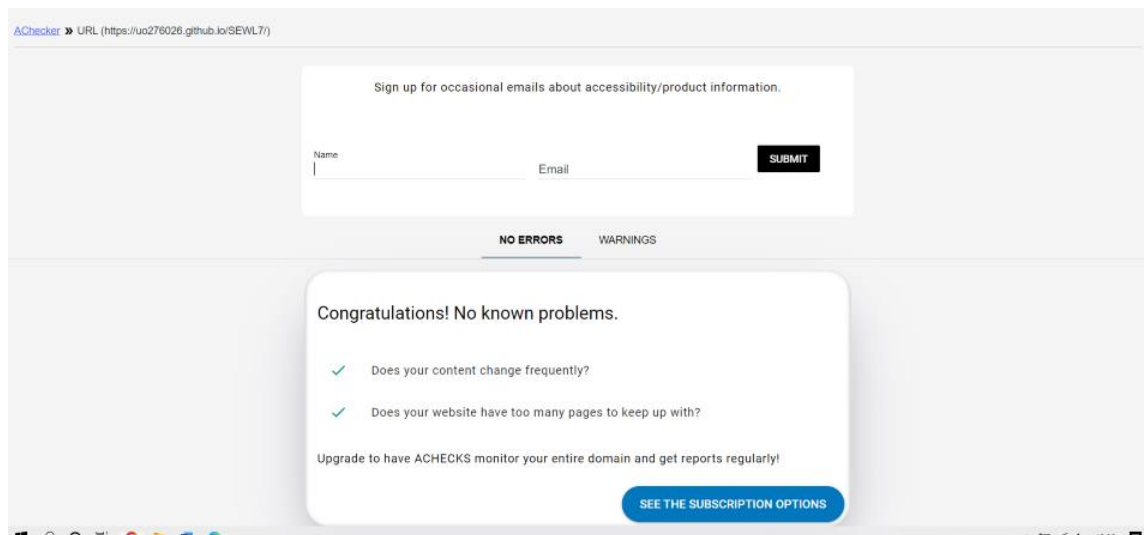 AChecker » URL (https://uo276026.github.io/SEWL7/)
Sign up for occasional emails about accessibility/product information.
Name
Email
SUBMIT
NO ERRORS WARNINGS
Congratulations! No known problems.
Does your content change frequently?
Does your website have too many pages to keep up with?
Upgrade to have ACHECKS monitor your entire domain and get reports regularly!
SEE THE SUBSCRIPTION OPTIONS